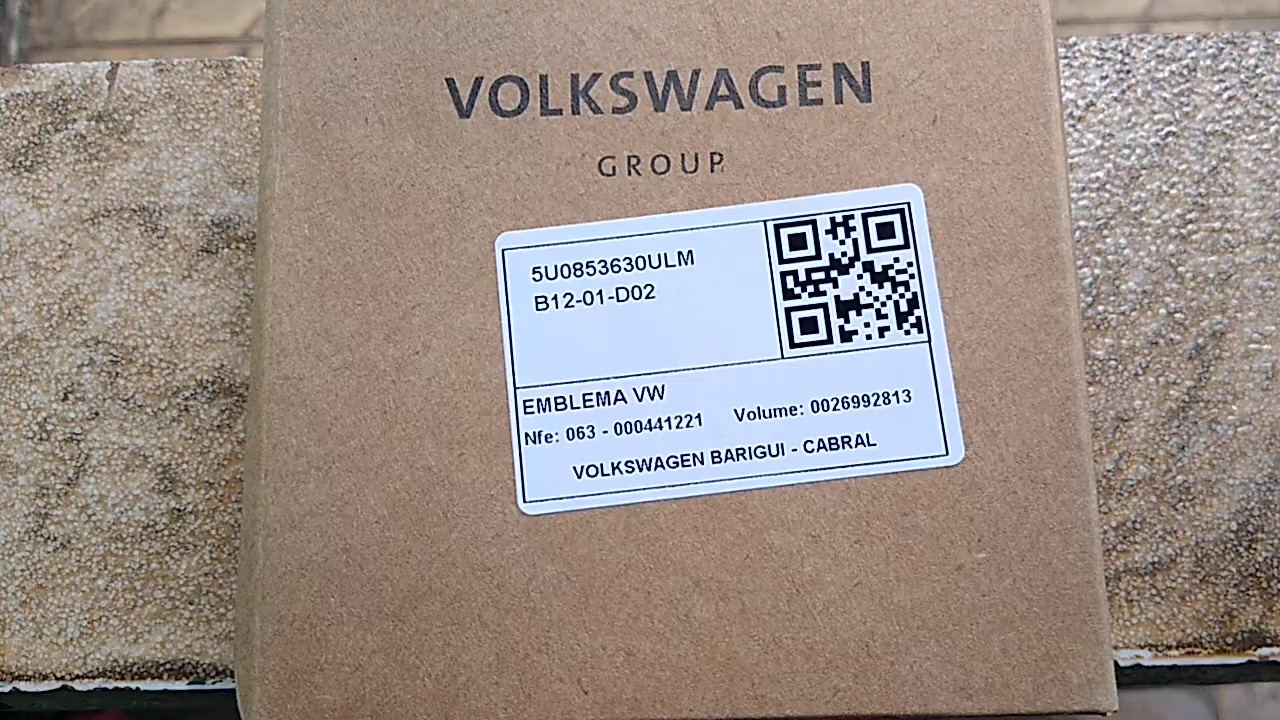 VOLKSWAGEN
GROUP
5U0853630ULM
B12-01-D02
EMBLEMA VW
Nfe: 063 - 000441221 Volume: 0026992813
VOLKSWAGEN BARIGUI - CABRAL